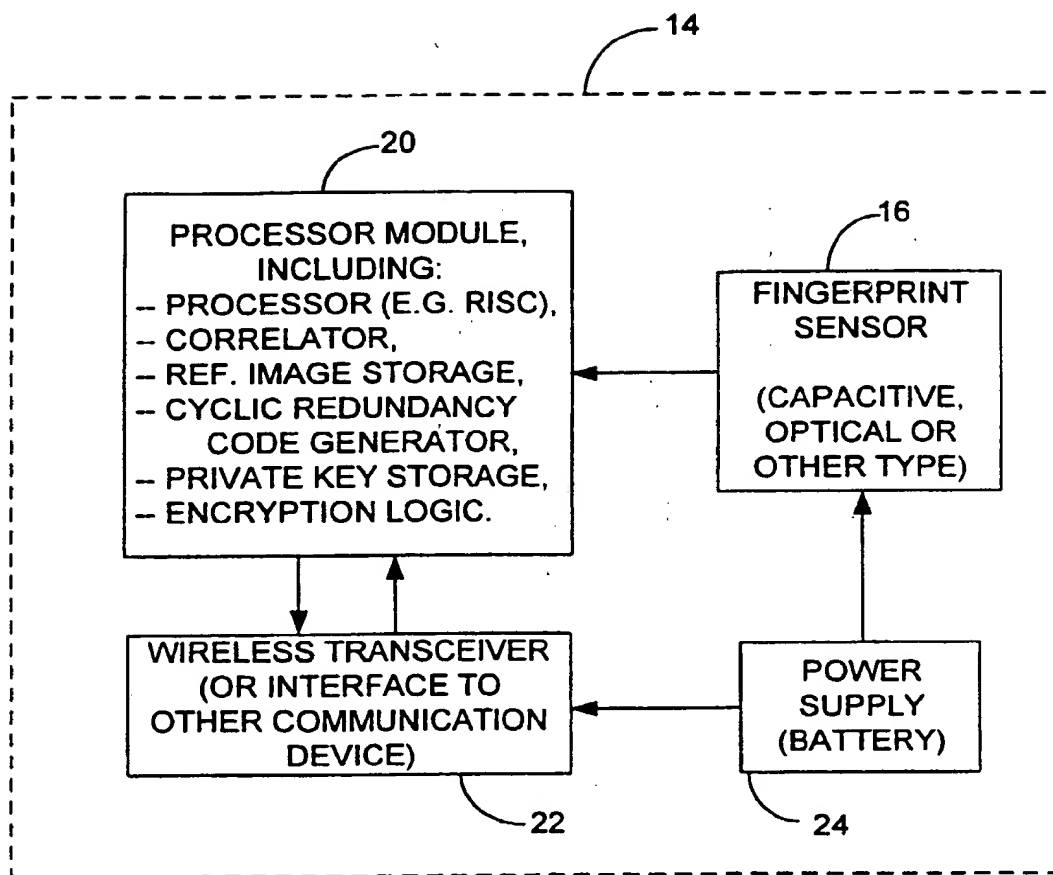 14
20
PROCESSOR MODULE,
INCLUDING:
– PROCESSOR (E.G. RISC),
– CORRELATOR,
– REF. IMAGE STORAGE,
– CYCLIC REDUNDANCY
CODE GENERATOR,
– PRIVATE KEY STORAGE,
– ENCRYPTION LOGIC.
16
FINGERPRINT
SENSOR
(CAPACITIVE,
OPTICAL OR
OTHER TYPE)
WIRELESS TRANSCEIVER
(OR INTERFACE TO
OTHER COMMUNICATION
DEVICE)
22
POWER
SUPPLY
(BATTERY)
24